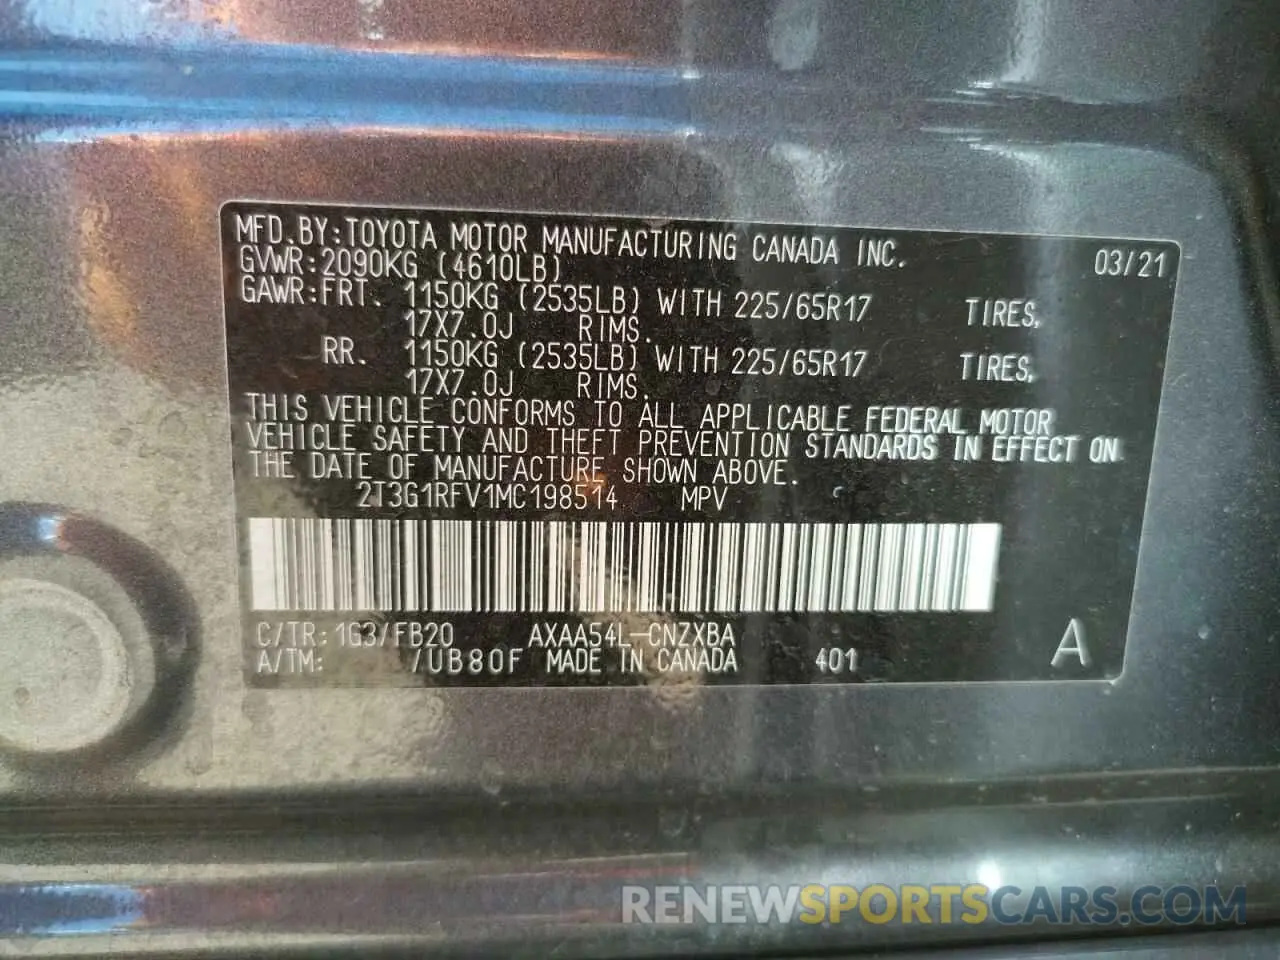 MFD.BY:TOYOTA MOTOR MANUFACTURING CANADA INC. 03/21
GVWR:2090KG (4610LB)
GAWR:FRT. 1150KG (2535LB) WITH 225/65R17 TIRES,
17X7.0J RIMS.
RR. 1150KG (2535LB) WITH 225/65R17 TIRES,
17X7.0J RIMS.
THIS VEHICLE CONFORMS TO ALL APPLICABLE FEDERAL MOTOR
VEHICLE SAFETY AND THEFT PREVENTION STANDARDS IN EFFECT ON
THE DATE OF MANUFACTURE SHOWN ABOVE.
2T3G1RFV1MC198514 MPV
C/TR:1G3/FB20 AXAA54L-CNZXBA
A/TM: /UB80F MADE IN CANADA 401 A
RENEWSPORTSCARS.COM